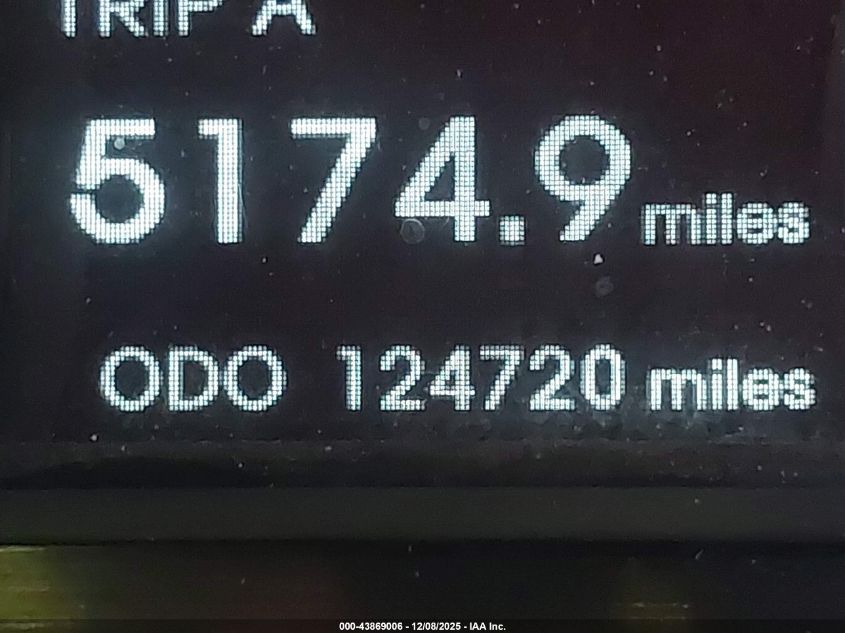 TRIP A
5174.9 miles
ODO 124720 miles
000-43869006 - 12/08/2025 - IAA Inc.